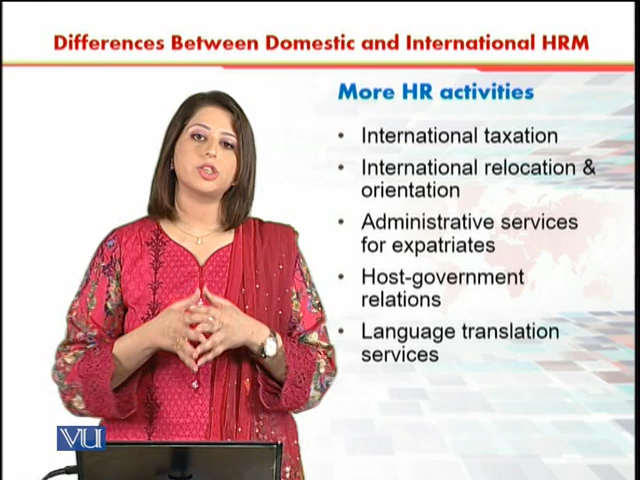 Differences Between Domestic and International HRM
More HR activities
• International taxation
• International relocation &
orientation
• Administrative services
for expatriates
• Host-government
relations
• Language translation
services
VU